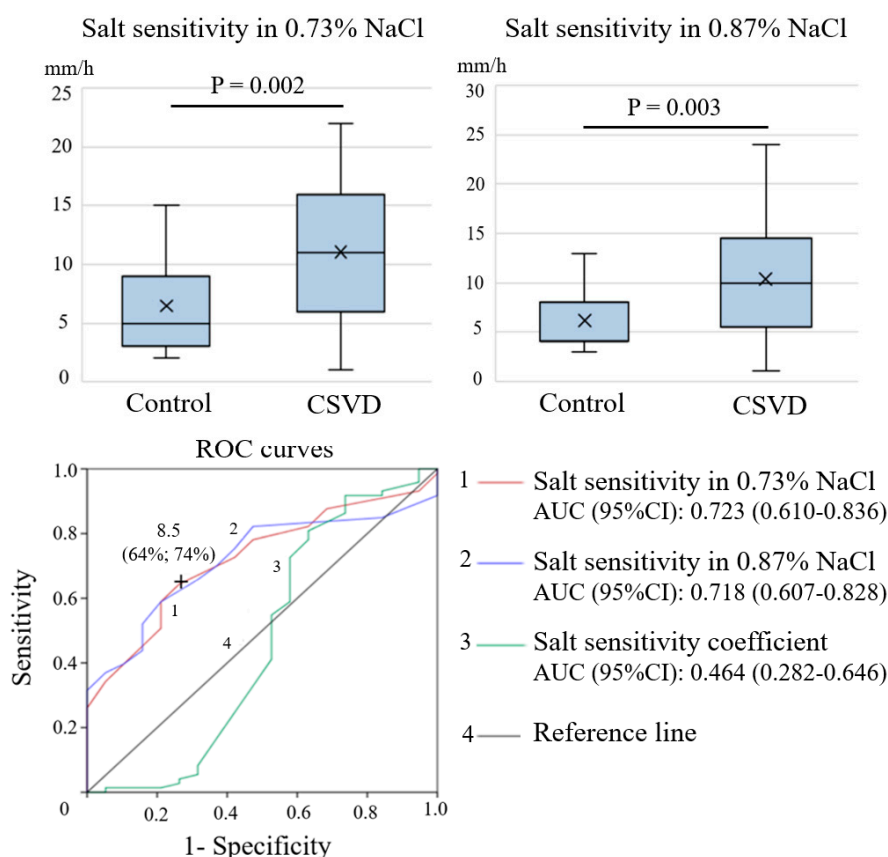 Salt sensitivity in 0.73% NaCl
mm/h
25
20
15
10
5
0
P = 0.002
Control
CSVD
Salt sensitivity in 0.87% NaCl
mm/h
30
25
20
15
10
5
0
P = 0.003
Control
CSVD
ROC curves
Sensitivity
1.0
0.8
0.6
0.4
0.2
0
0.2
0.4
0.6
0.8
1.0
1- Specificity
8.5
(64%; 74%)
1
2
3
4
1 Salt sensitivity in 0.73% NaCl
AUC (95%CI): 0.723 (0.610-0.836)
2 Salt sensitivity in 0.87% NaCl
AUC (95%CI): 0.718 (0.607-0.828)
3 Salt sensitivity coefficient
AUC (95%CI): 0.464 (0.282-0.646)
4 Reference line